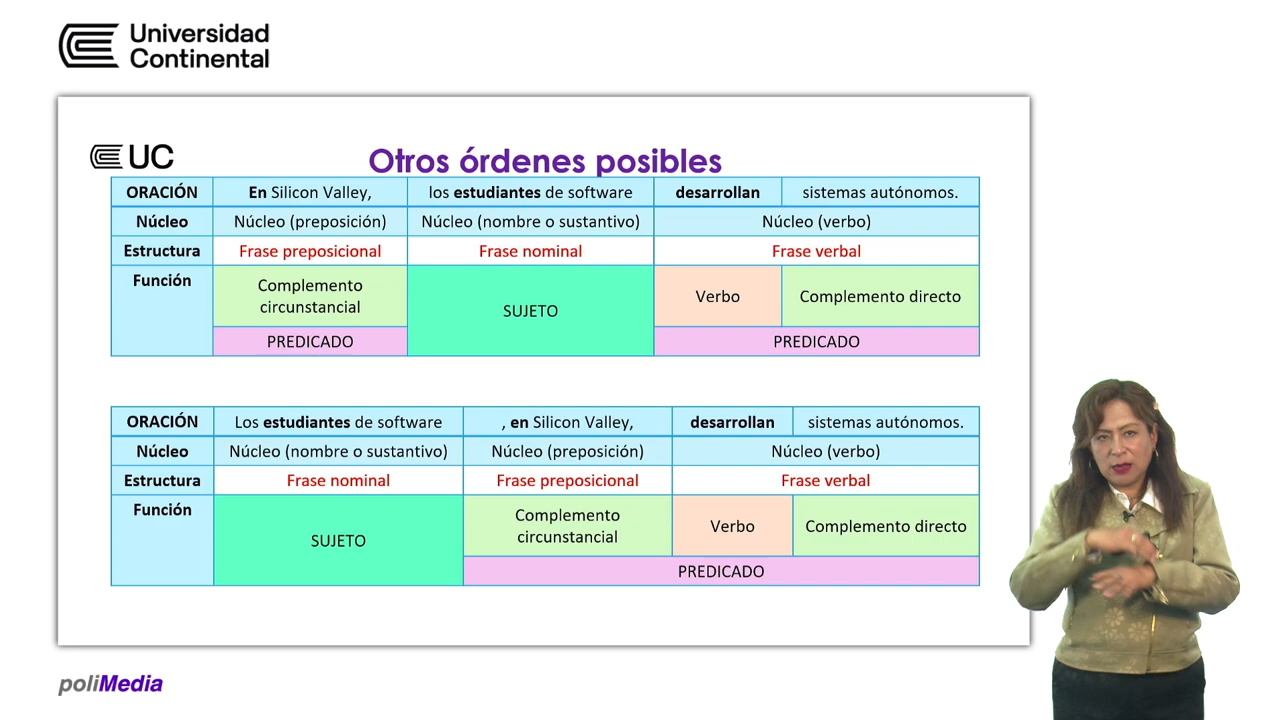 Universidad
Continental
UC
Otros órdenes posibles
ORACIÓN En Silicon Valley, los estudiantes de software desarrollan sistemas autónomos.
Núcleo Núcleo (preposición) Núcleo (nombre o sustantivo) Núcleo (verbo)
Estructura Frase preposicional Frase nominal Frase verbal
Función Complemento circunstancial SUJETO Verbo Complemento directo
PREDICADO PREDICADO
ORACIÓN Los estudiantes de software , en Silicon Valley, desarrollan sistemas autónomos.
Núcleo Núcleo (nombre o sustantivo) Núcleo (preposición) Núcleo (verbo)
Estructura Frase nominal Frase preposicional Frase verbal
Función SUJETO Complemento circunstancial Verbo Complemento directo
PREDICADO
poliMedia